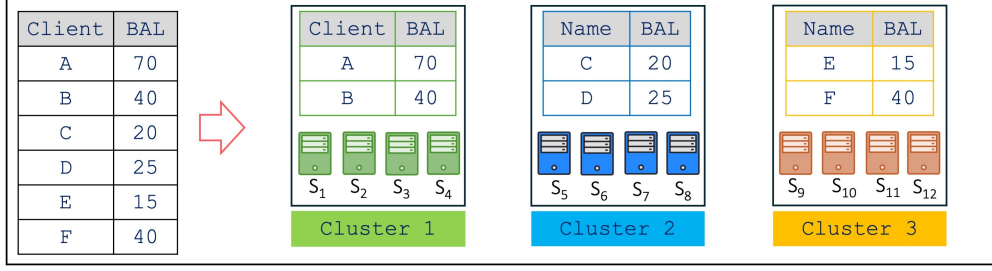 Client BAL
A 70
B 40
C 20
D 25
E 15
F 40
Client BAL
A 70
B 40
S1 S2 S3 S4
Cluster 1
Name BAL
C 20
D 25
S5 S6 S7 S8
Cluster 2
Name BAL
E 15
F 40
S9 S10 S11 S12
Cluster 3